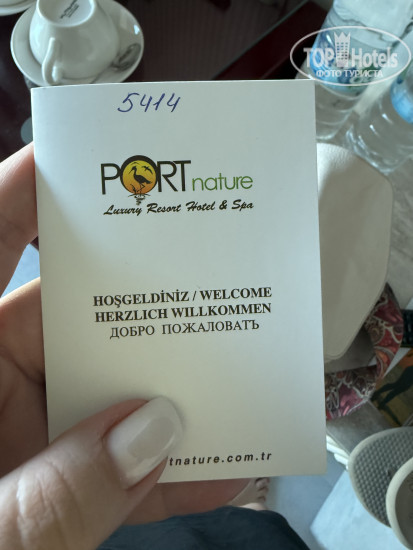 TOP Hotels
ФОТО ТУРИСТА
5414
PORT nature
Luxury Resort Hotel & Spa
HOŞGELDİNİZ / WELCOME
HERZLICH WILLKOMMEN
ДОБРО ПОЖАЛОВАТЪ
tnature.com.tr